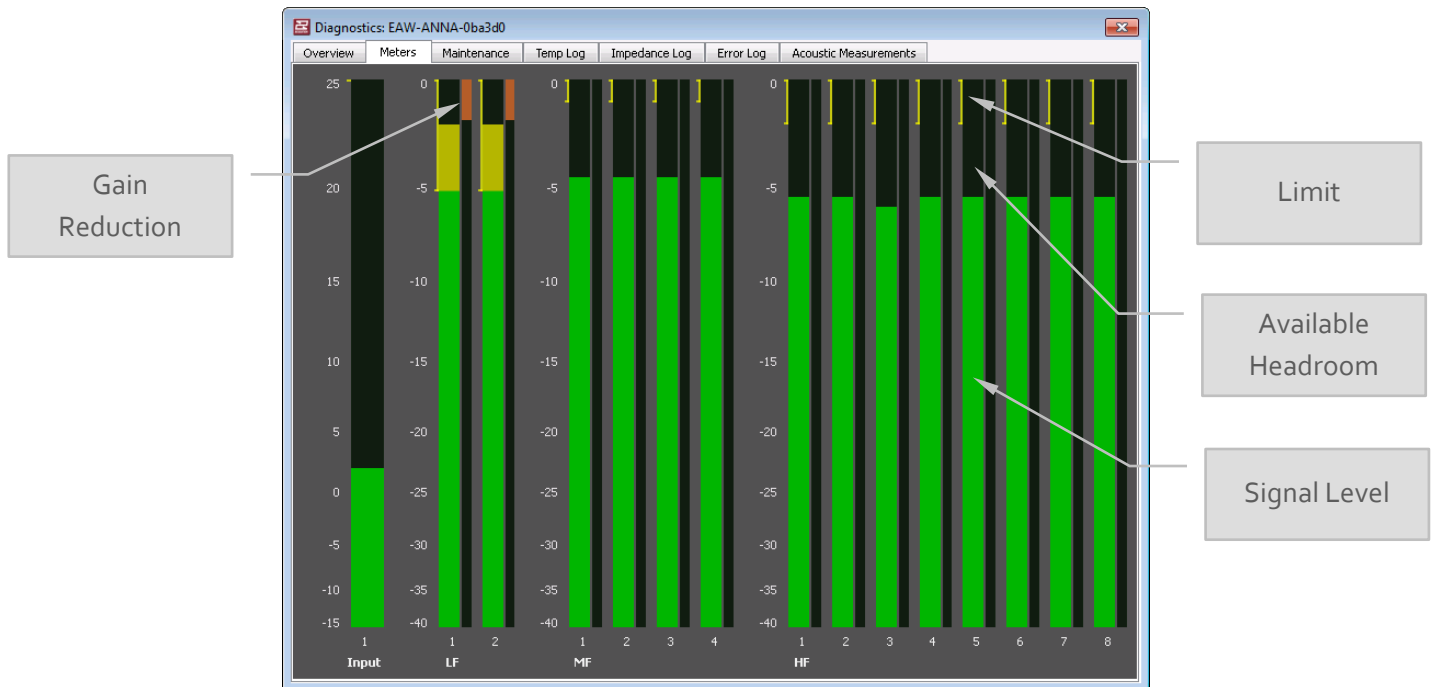 Diagnostics: EAW-ANNA-0ba3d0
Overview Meters Maintenance Temp Log Impedance Log Error Log Acoustic Measurements
25 0 0 0
Gain
Reduction
Limit
20 -5 -5 -5
15 -10 -10 -10
Available
Headroom
10 -15 -15 -15
5 -20 -20 -20
Signal Level
0 -25 -25 -25
-5 -30 -30 -30
-10 -35 -35 -35
-15 -40 -40 -40
1 1 2 1 2 3 4 1 2 3 4 5 6 7 8
Input LF MF HF